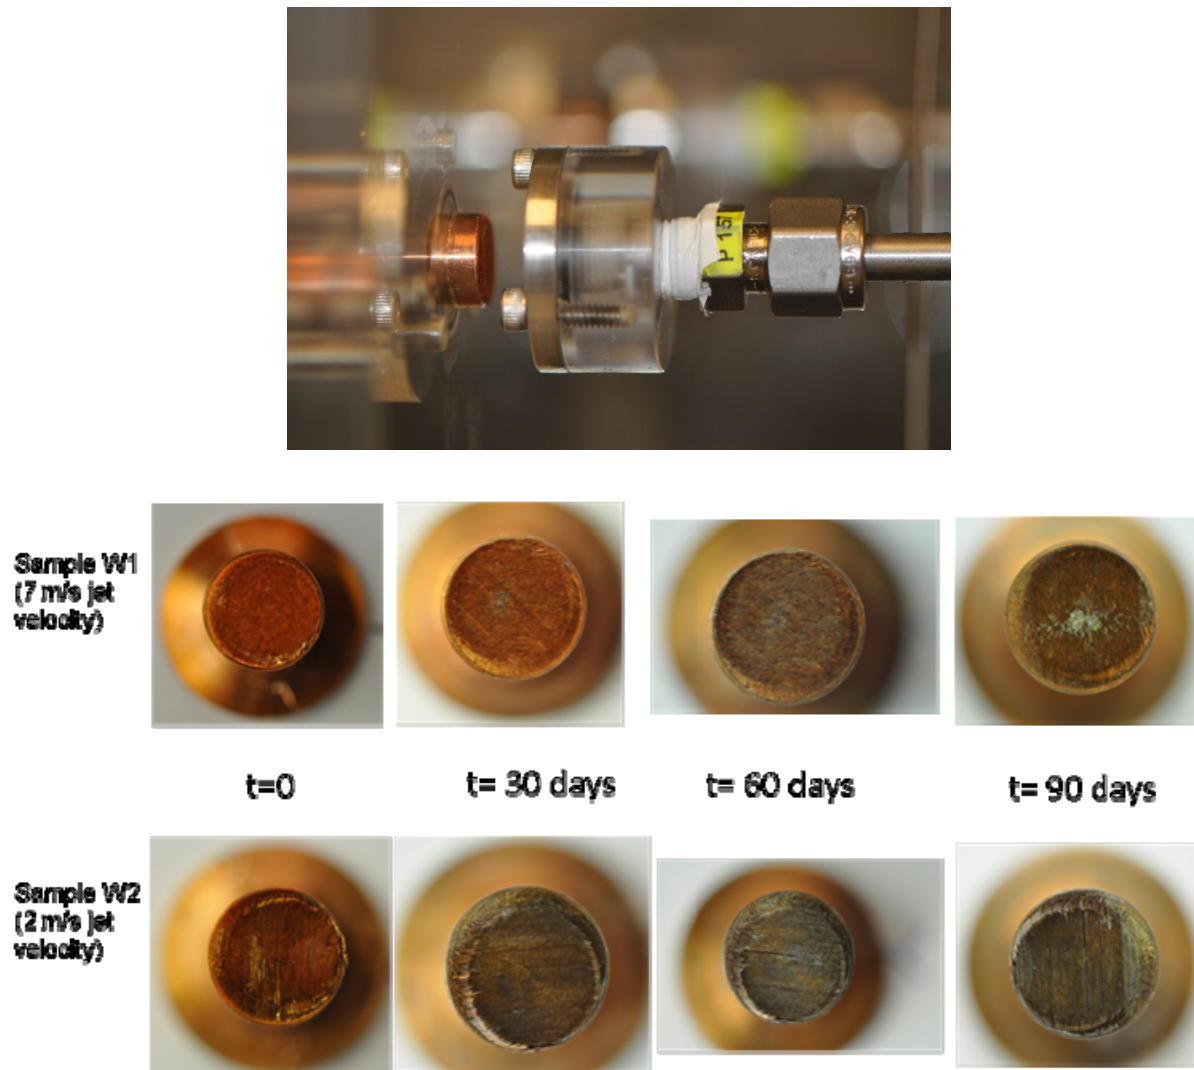 P 15
Sample W1
(7 m/s jet
velocity)
t=0
t= 30 days
t= 60 days
t= 90 days
Sample W2
(2 m/s jet
velocity)